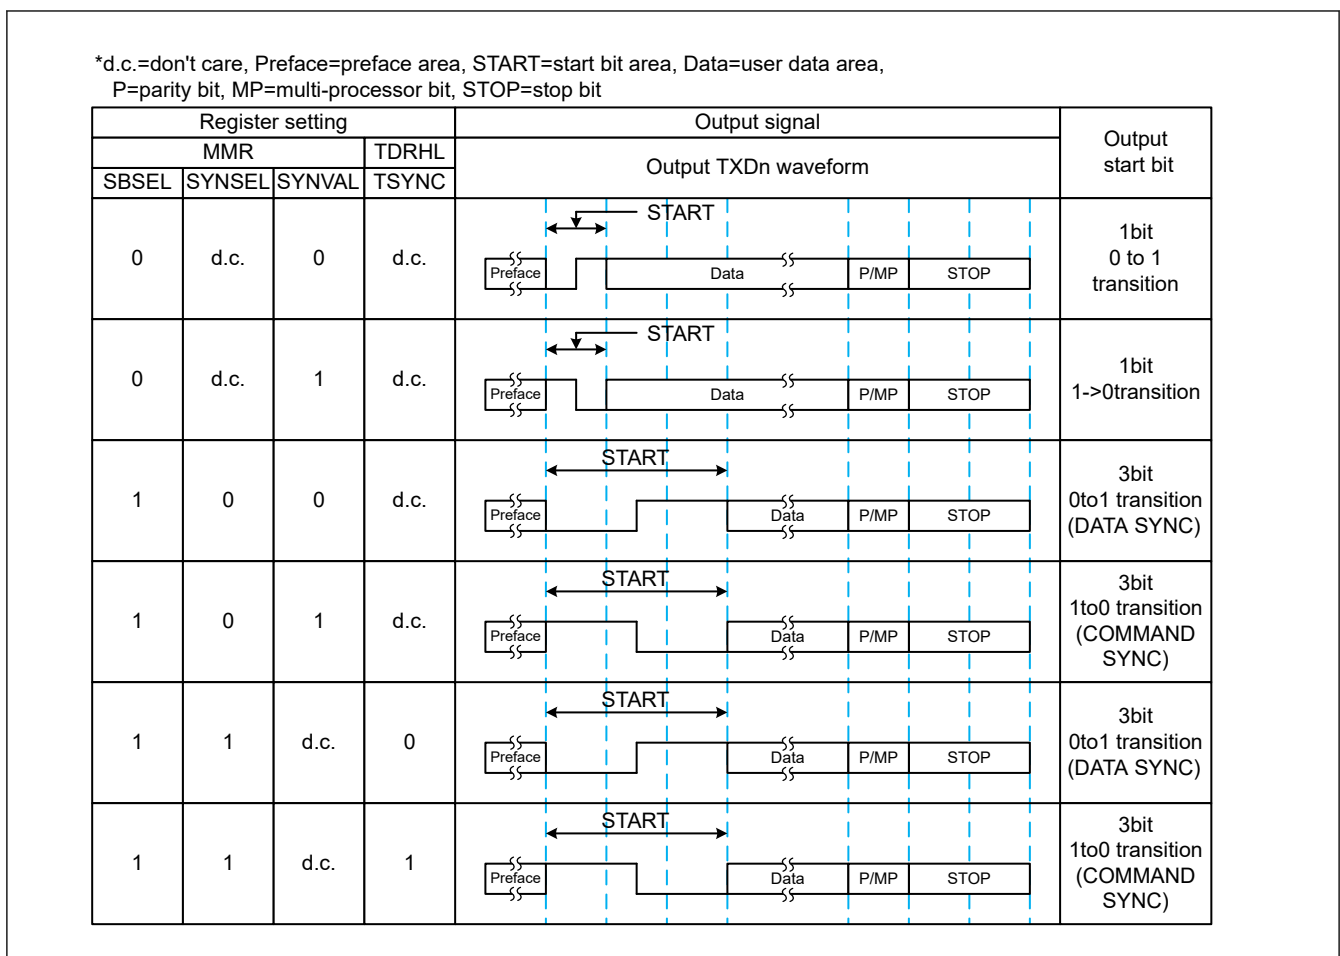 *d.c.=don't care, Preface=preface area, START=start bit area, Data=user data area,
P=parity bit, MP=multi-processor bit, STOP=stop bit
Register setting
Output signal
Output
start bit
MMR
TDRHL
Output TXDn waveform
SBSEL
SYNSEL
SYNVAL
TSYNC
0
d.c.
0
d.c.
START
Preface
Data
P/MP
STOP
1bit
0 to 1
transition
0
d.c.
1
d.c.
START
Preface
Data
P/MP
STOP
1bit
1->0transition
1
0
0
d.c.
START
Preface
Data
P/MP
STOP
3bit
0to1 transition
(DATA SYNC)
1
0
1
d.c.
START
Preface
Data
P/MP
STOP
3bit
1to0 transition
(COMMAND
SYNC)
1
1
d.c.
0
START
Preface
Data
P/MP
STOP
3bit
0to1 transition
(DATA SYNC)
1
1
d.c.
1
START
Preface
Data
P/MP
STOP
3bit
1to0 transition
(COMMAND
SYNC)